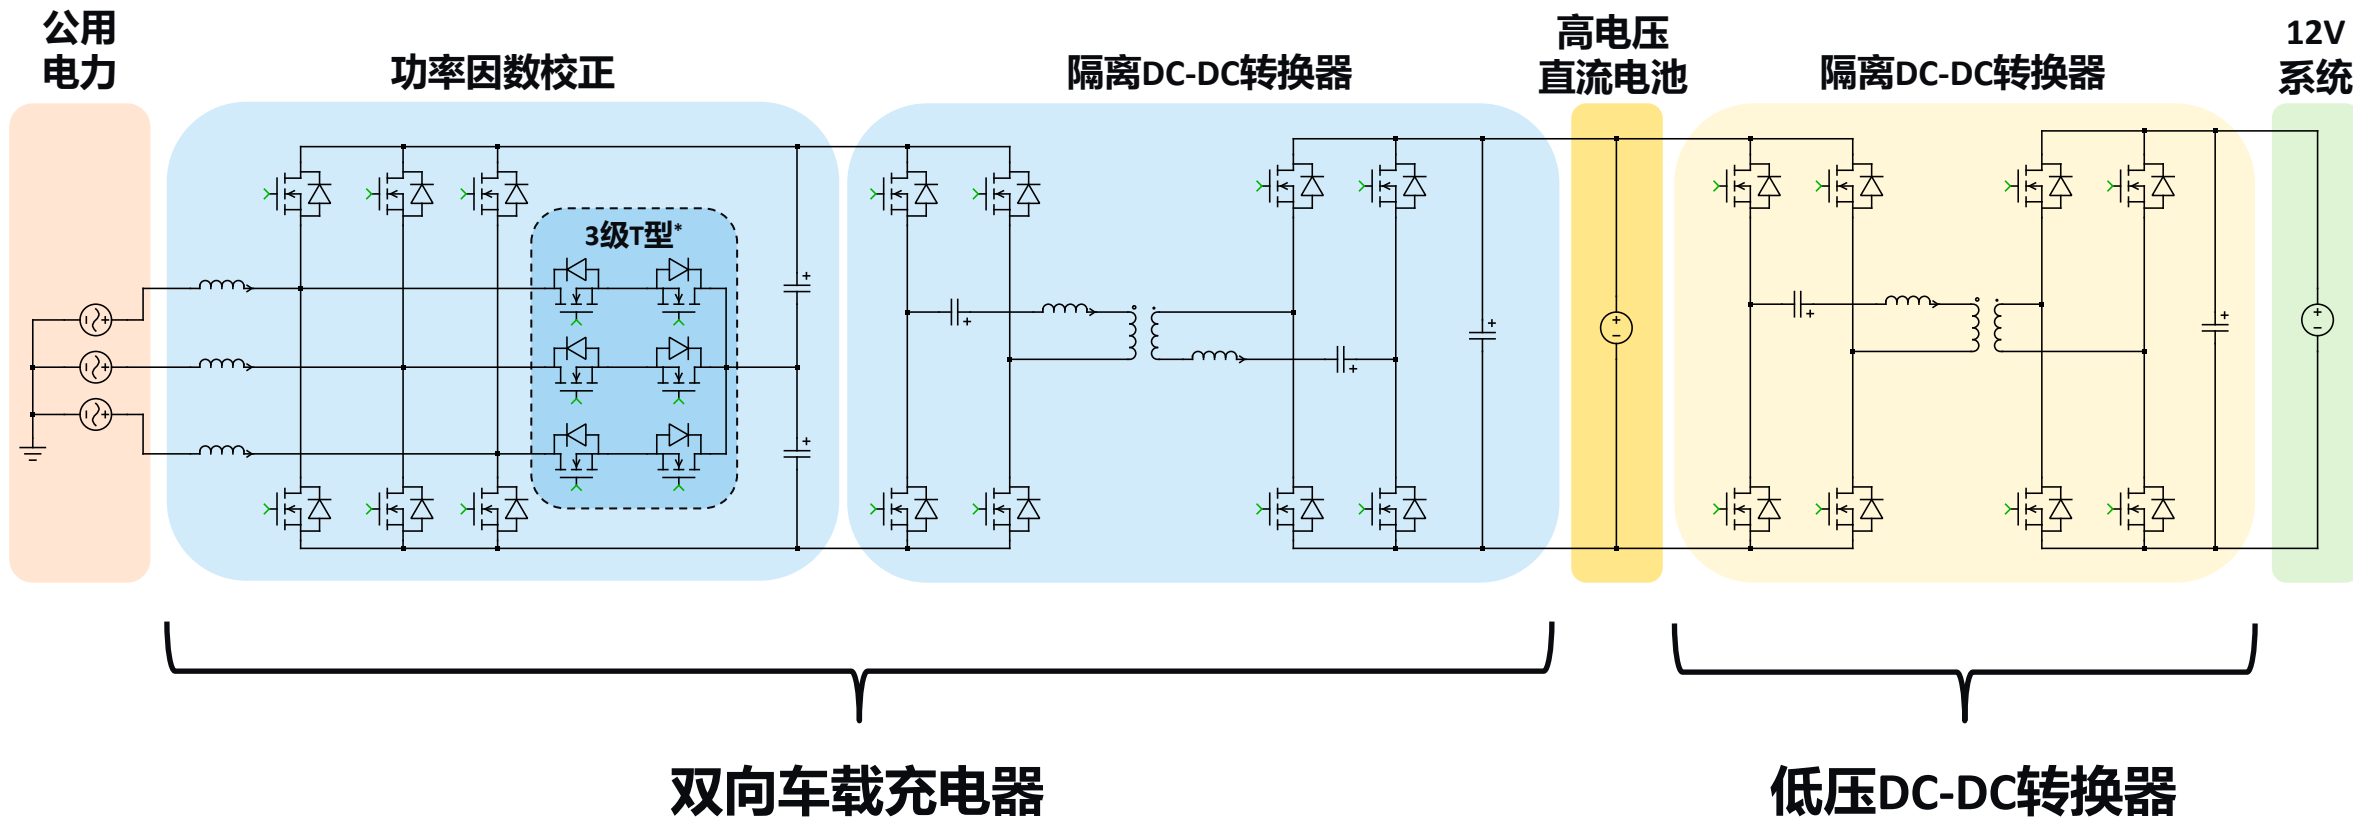 公用
电力
功率因数校正
隔离DC-DC转换器
高电压
直流电池
隔离DC-DC转换器
12V
系统
3级T型*
双向车载充电器
低压DC-DC转换器